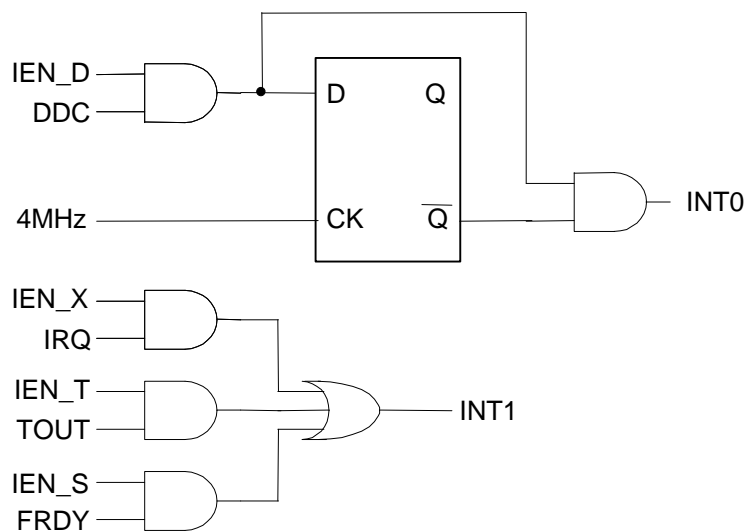 IEN_D
DDC
D
Q
4MHz
CK
Q
INT0
IEN_X
IRQ
IEN_T
TOUT
INT1
IEN_S
FRDY